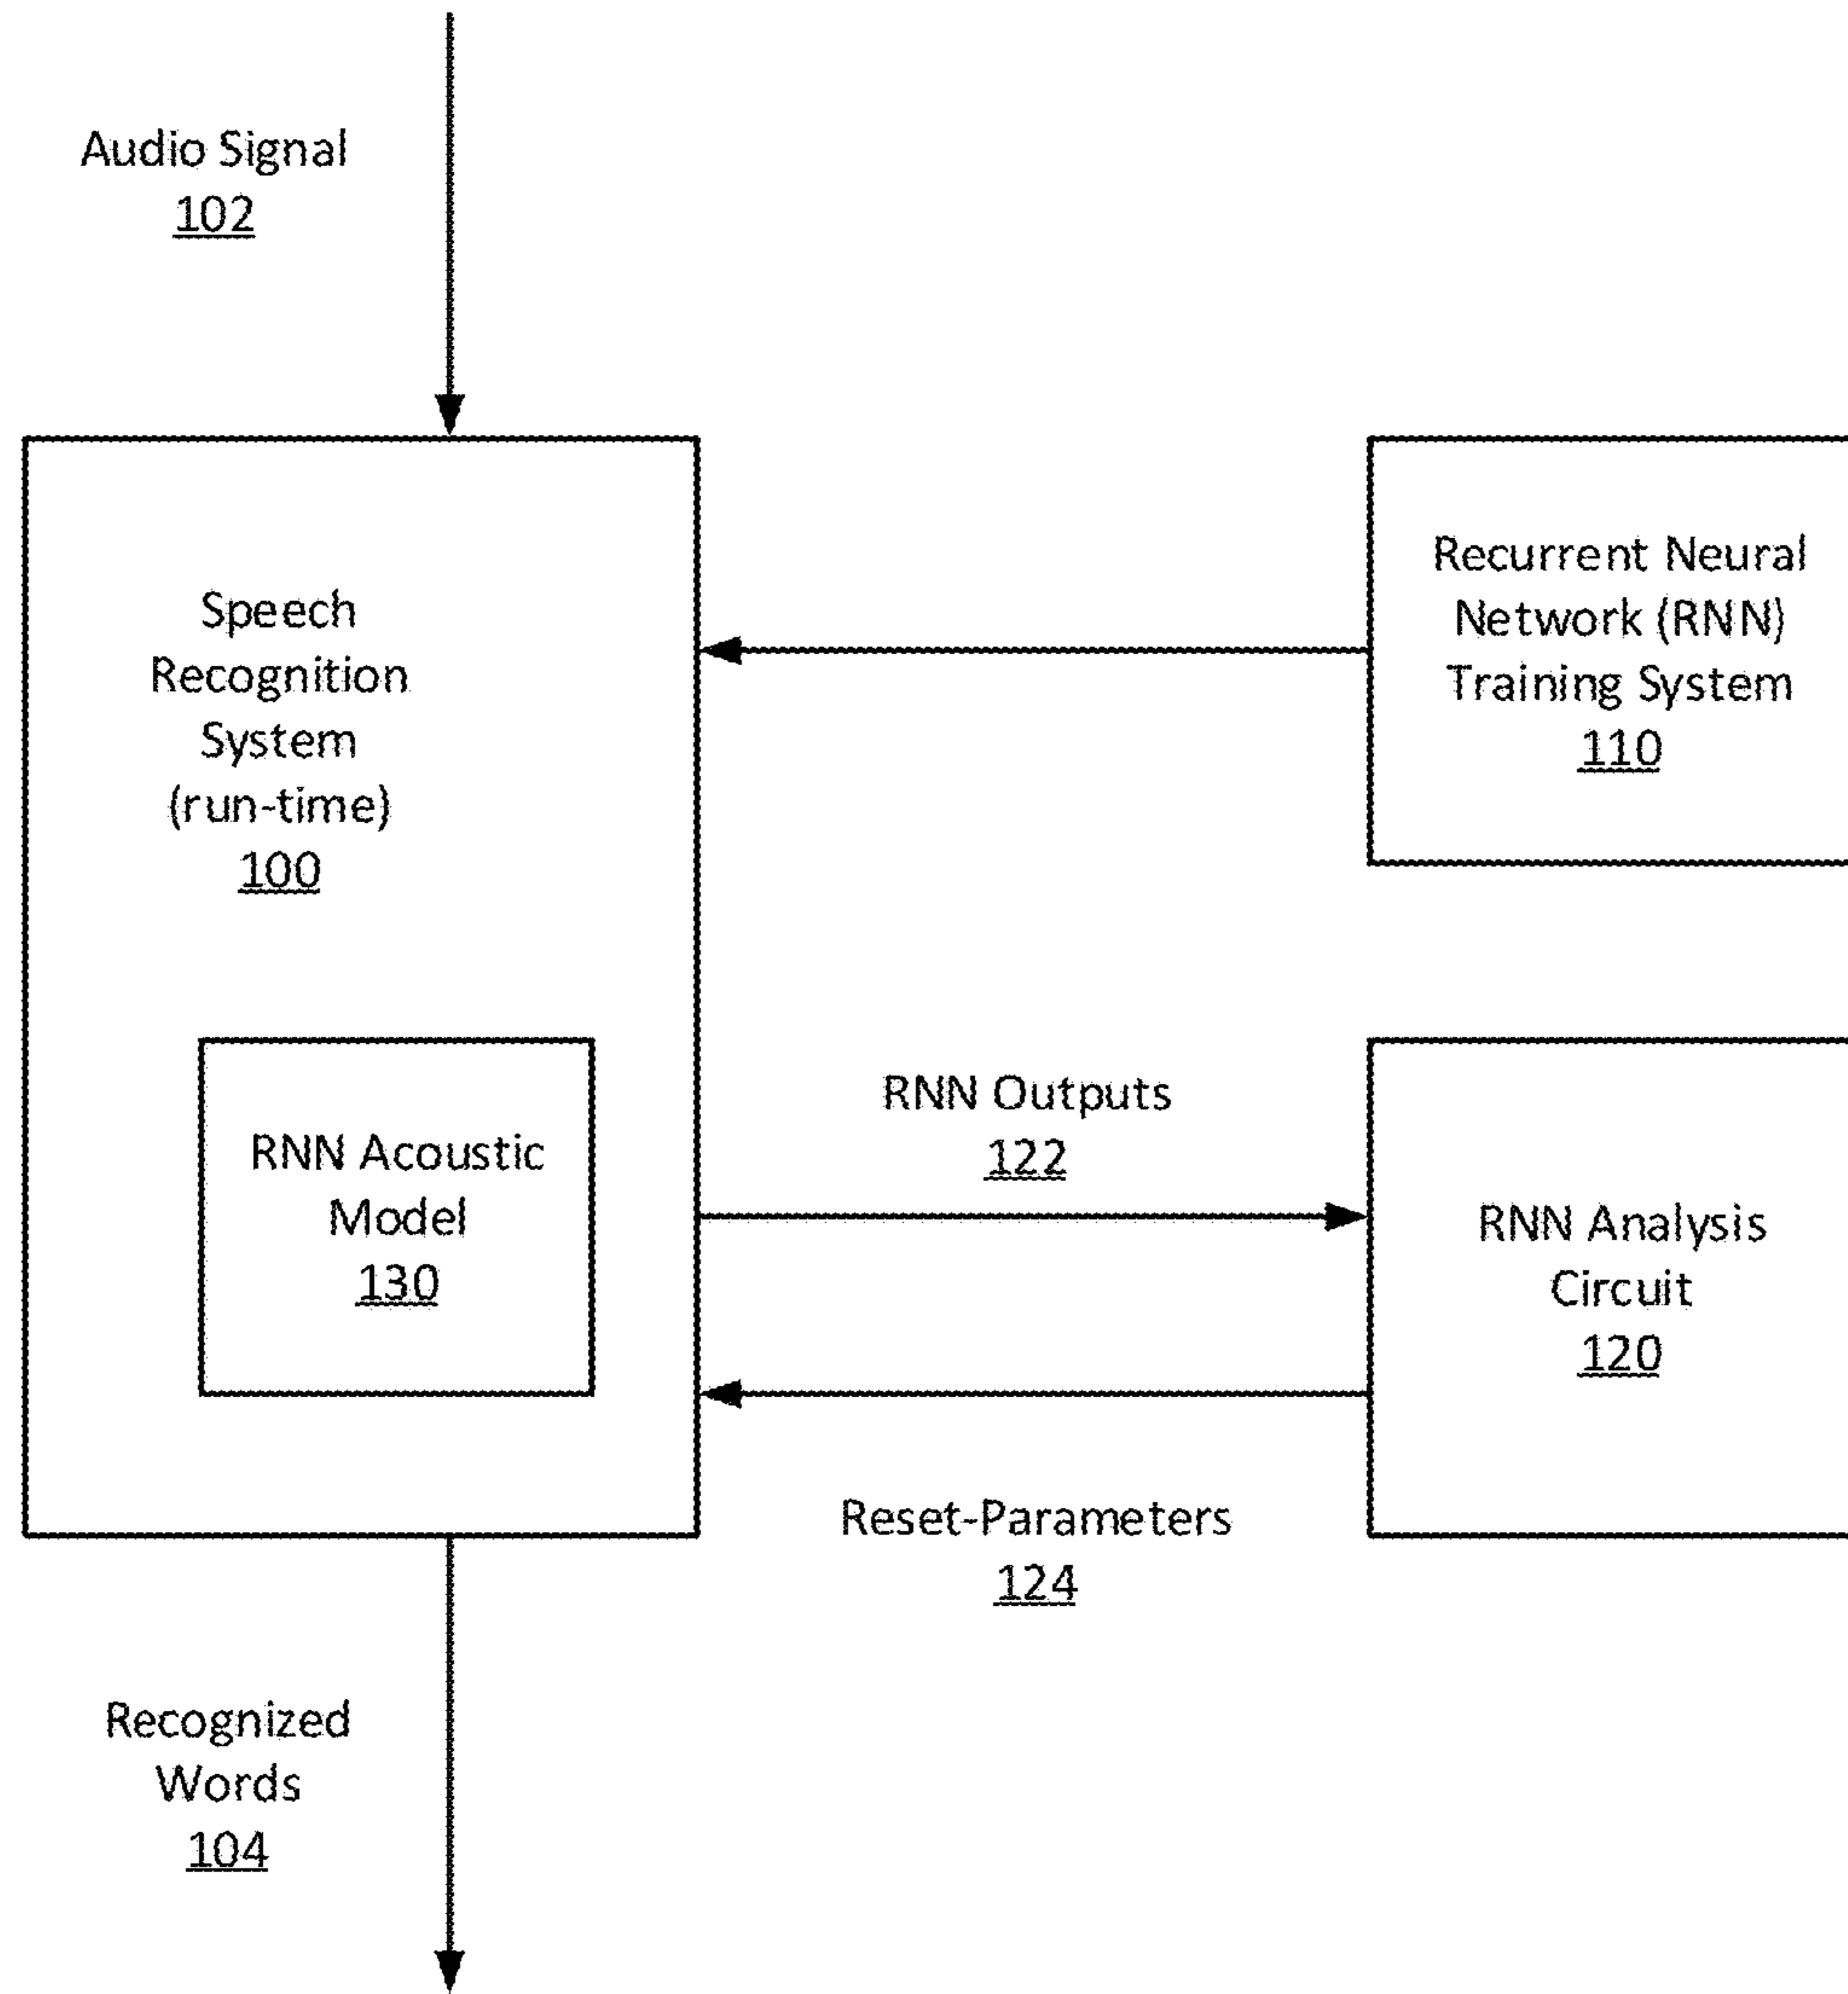 Audio Signal
102
Speech
Recognition
System
(run-time)
100
Recurrent Neural
Network (RNN)
Training System
110
RNN Acoustic
Model
130
RNN Outputs
122
RNN Analysis
Circuit
120
Reset-Parameters
124
Recognized
Words
104